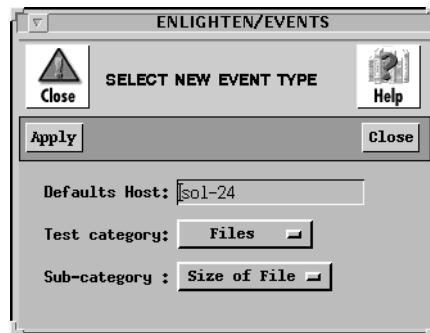 ENLIGHTEN/EVENTS
Close
SELECT NEW EVENT TYPE
Help
Apply
Close
Defaults Host: sol-24
Test category: Files
Sub-category : Size of File